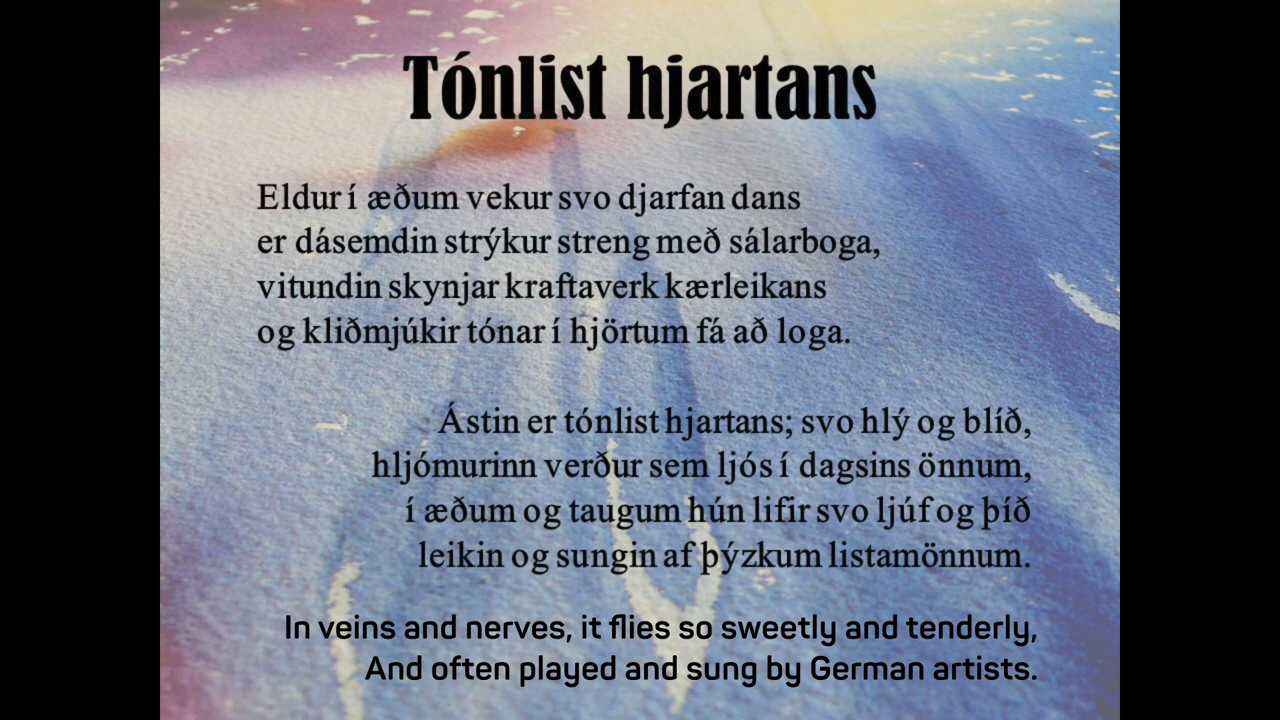 Tónlist hjartans
Eldur í æðum vekur svo djarfan dans
er dásemdin strýkur streng með sálarboga,
vitundin skynjar kraftaverk kærleikans
og kliðmjúkir tónar í hjörtum fá að loga.
Ástin er tónlist hjartans; svo hlý og blíð,
hljómurinn verður sem ljós í dagsins önnum,
í æðum og taugum hún lifir svo ljúf og þíð
leikin og sungin af þýzkum listamönnum.
In veins and nerves, it flies so sweetly and tenderly,
And often played and sung by German artists.